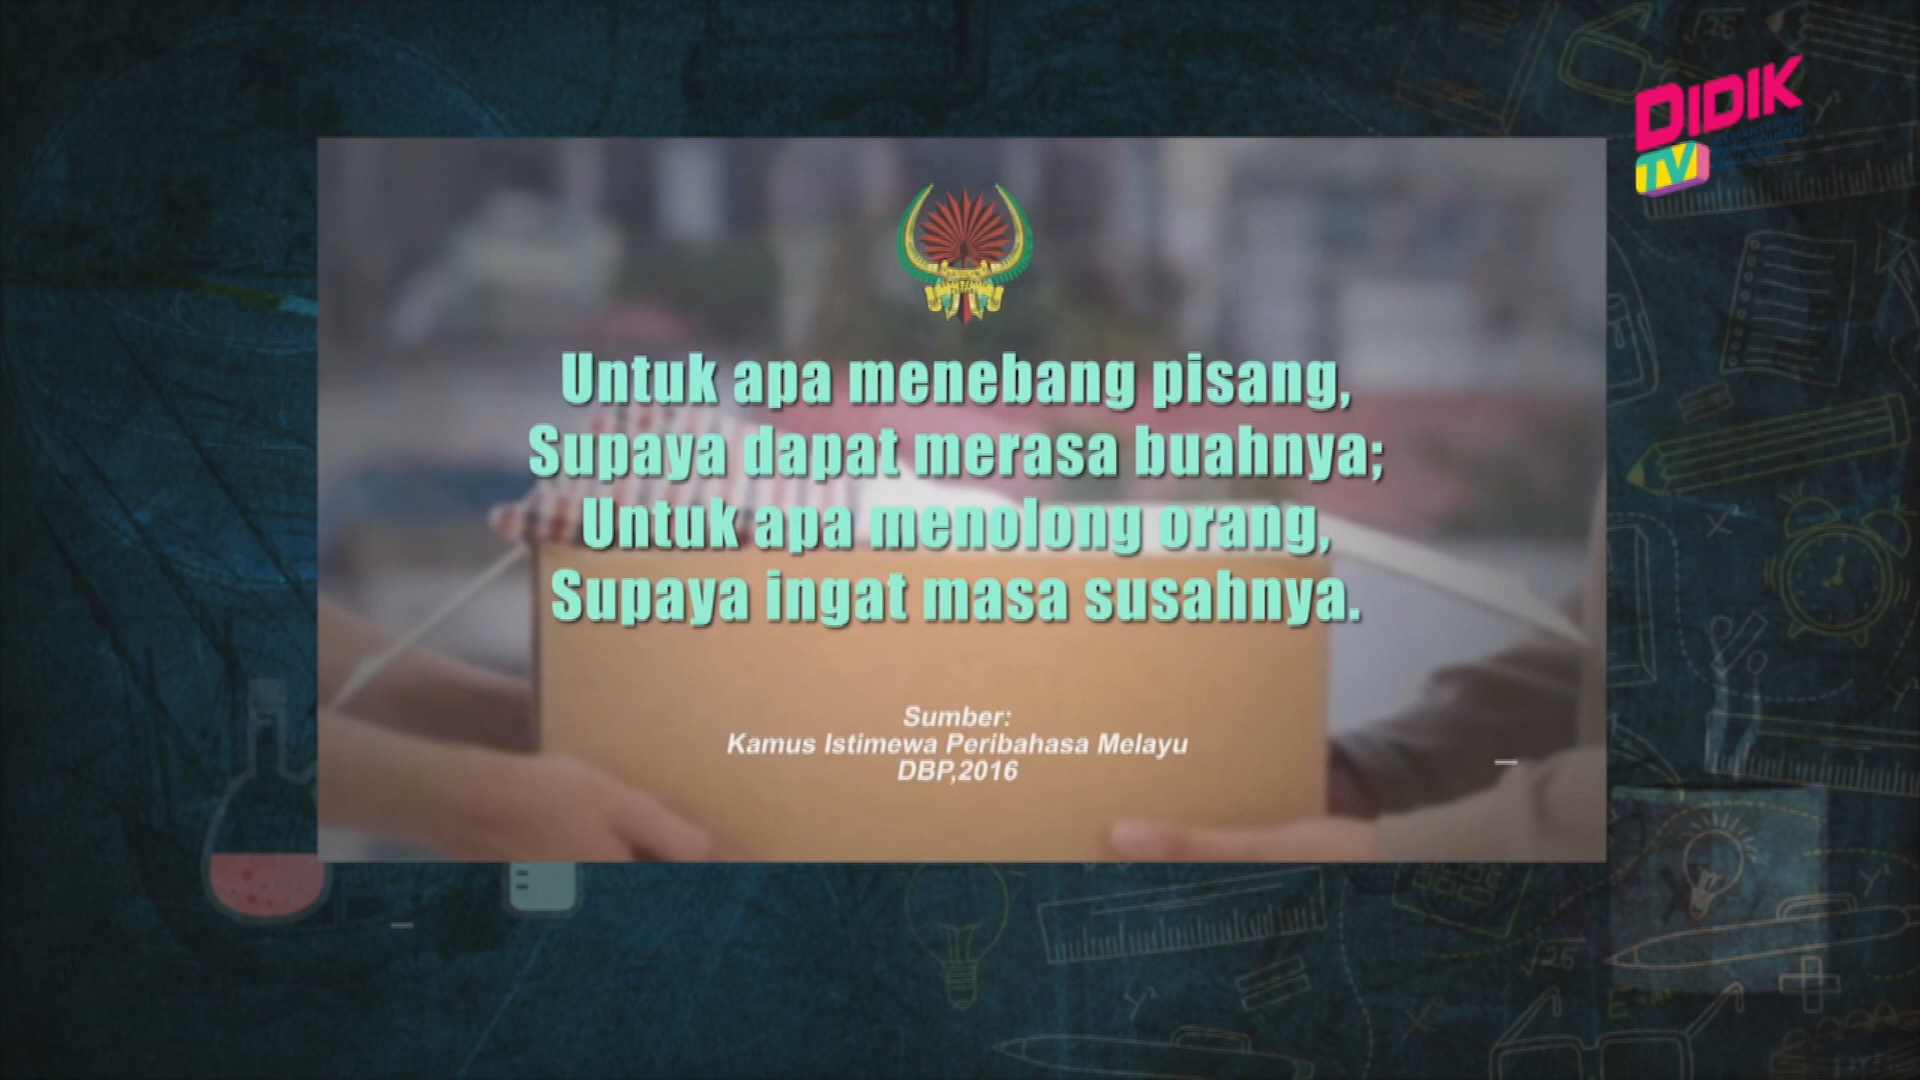 DIDIK
TV
Untuk apa menebang pisang,
Supaya dapat merasa buahnya;
Untuk apa menolong orang,
Supaya ingat masa susahnya.
Sumber:
Kamus Istimewa Peribahasa Melayu
DBP,2016